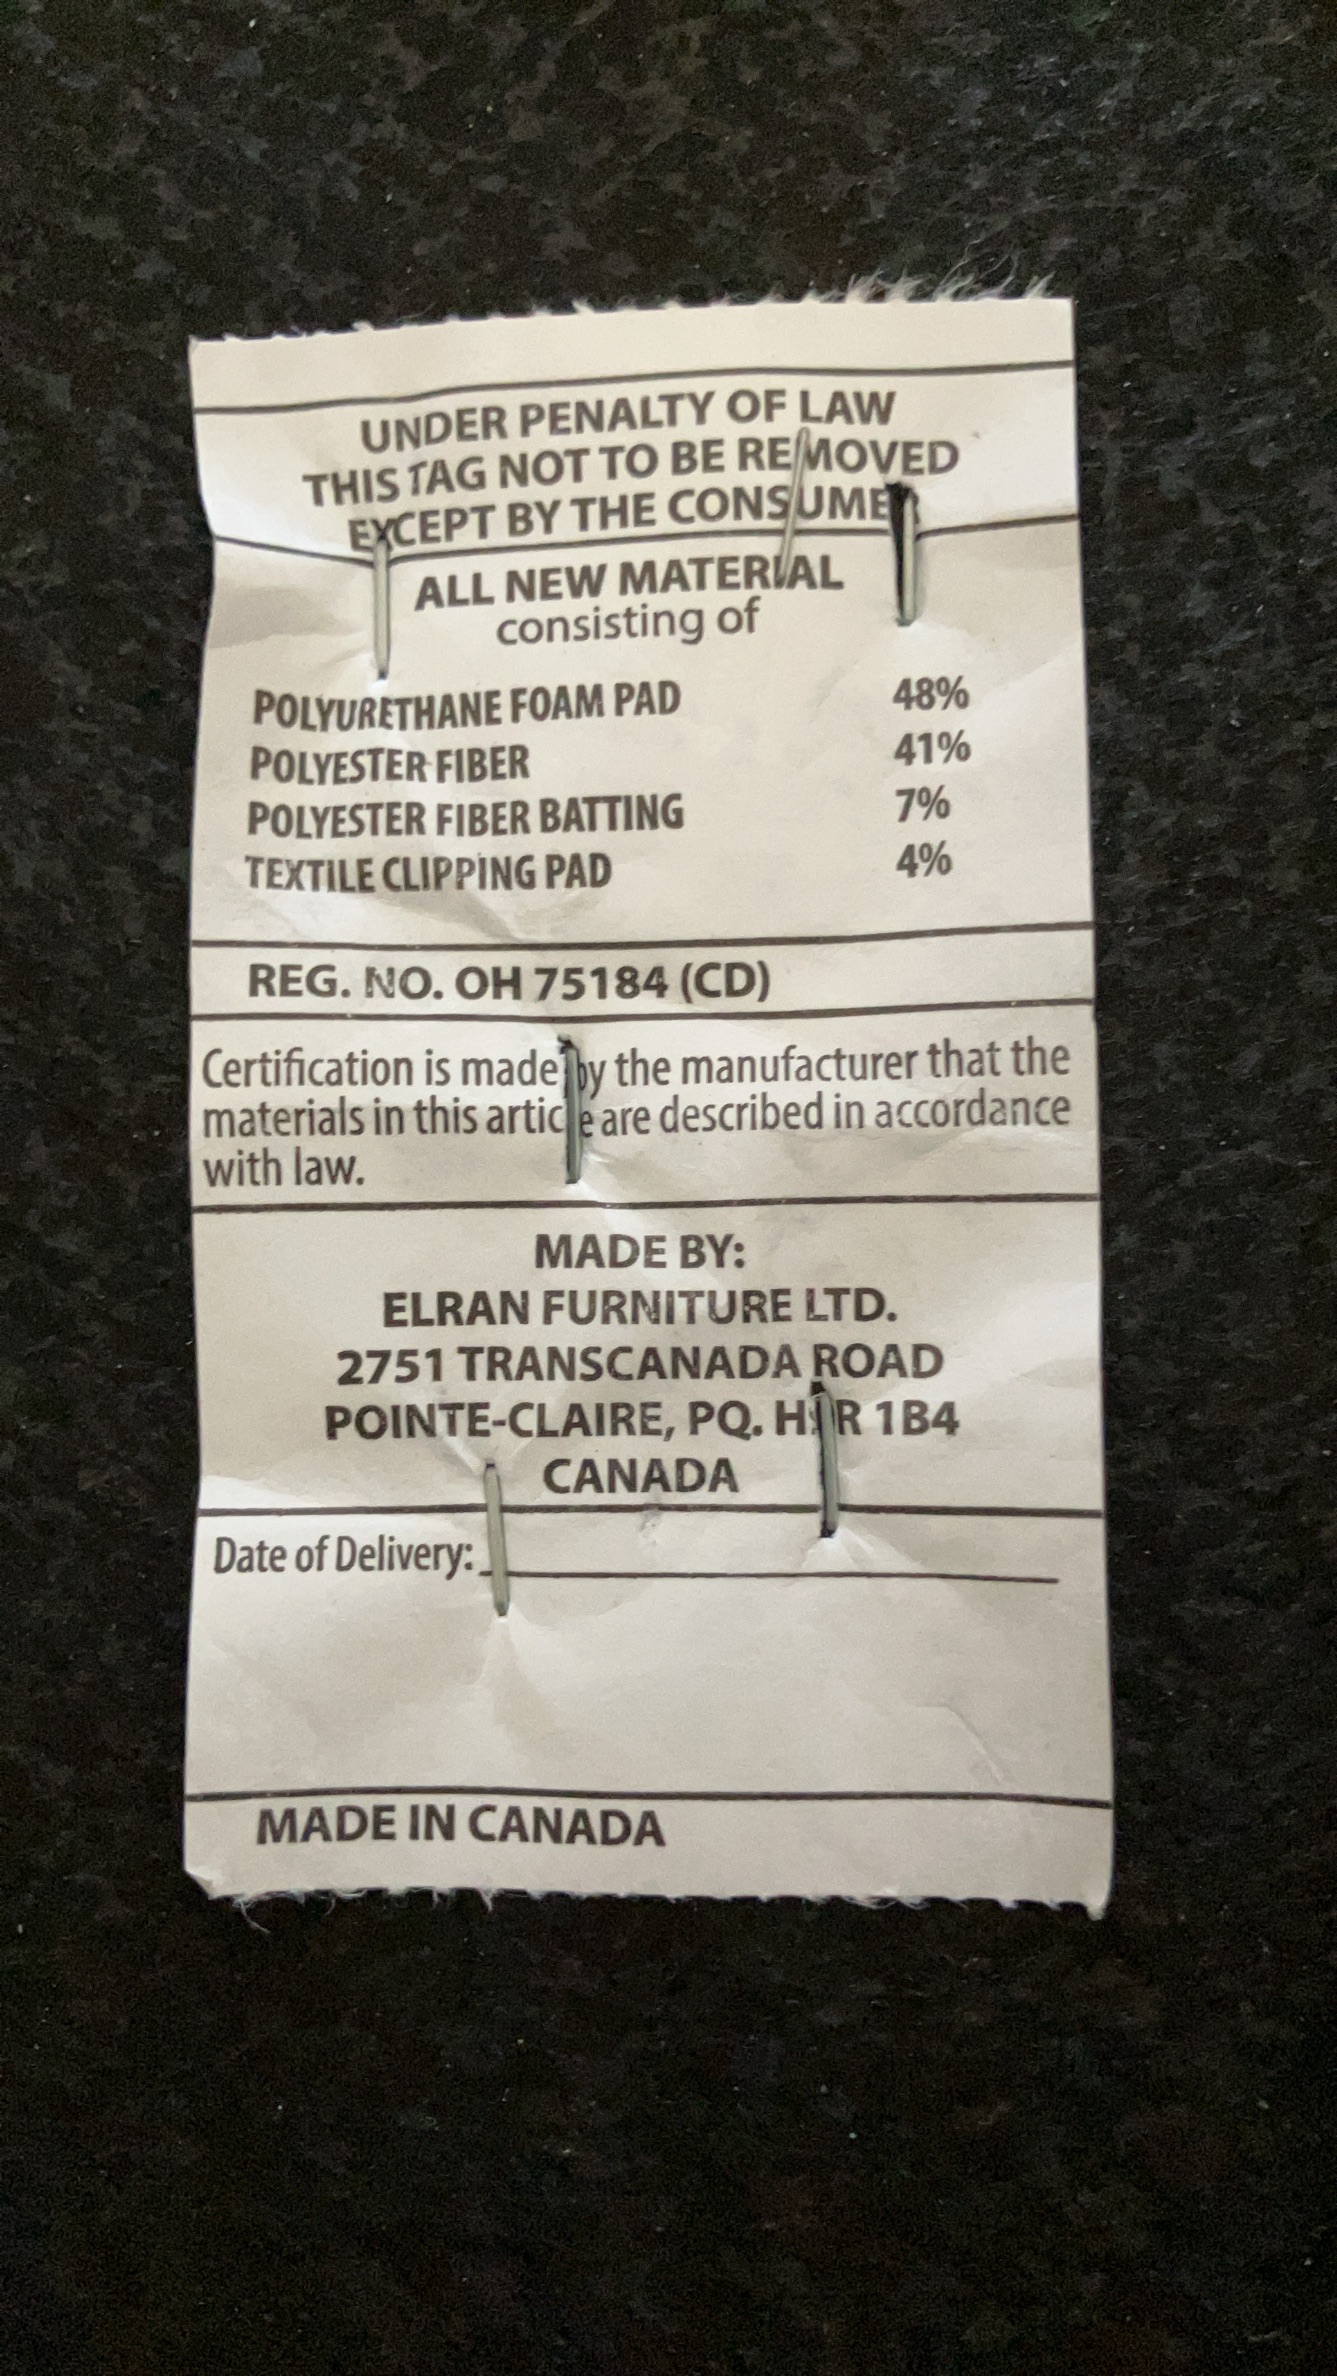 UNDER PENALTY OF LAW
THIS TAG NOT TO BE REMOVED
EXCEPT BY THE CONSUMER
ALL NEW MATERIAL
consisting of
POLYURETHANE FOAM PAD 48%
POLYESTER FIBER 41%
POLYESTER FIBER BATTING 7%
TEXTILE CLIPPING PAD 4%
REG. NO. OH 75184 (CD)
Certification is made by the manufacturer that the
materials in this article are described in accordance
with law.
MADE BY:
ELRAN FURNITURE LTD.
2751 TRANSCANADA ROAD
POINTE-CLAIRE, PQ. 1B4
CANADA
Date of Delivery:
MADE IN CANADA